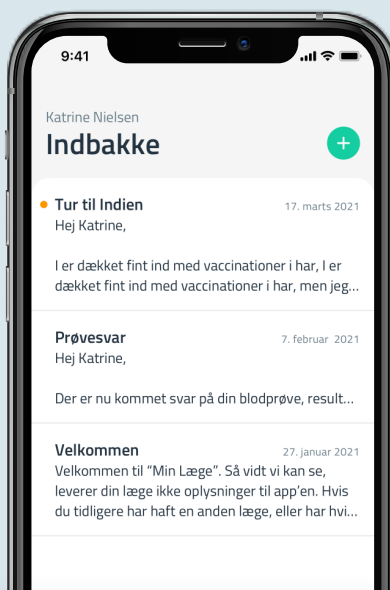 9:41
Katrine Nielsen
Indbakke
Tur til Indien 17. marts 2021
Hej Katrine,
I er dækket fint ind med vaccinationer i har, I er
dækket fint ind med vaccinationer i har, men jeg...
Prøvesvar 7. februar 2021
Hej Katrine,
Der er nu kommet svar på din blodprøve, result...
Velkommen 27. januar 2021
Velkommen til “Min Læge”. Så vidt vi kan se,
leverer din læge ikke oplysninger til app’en. Hvis
du tidligere har haft en anden læge, eller har hvi...